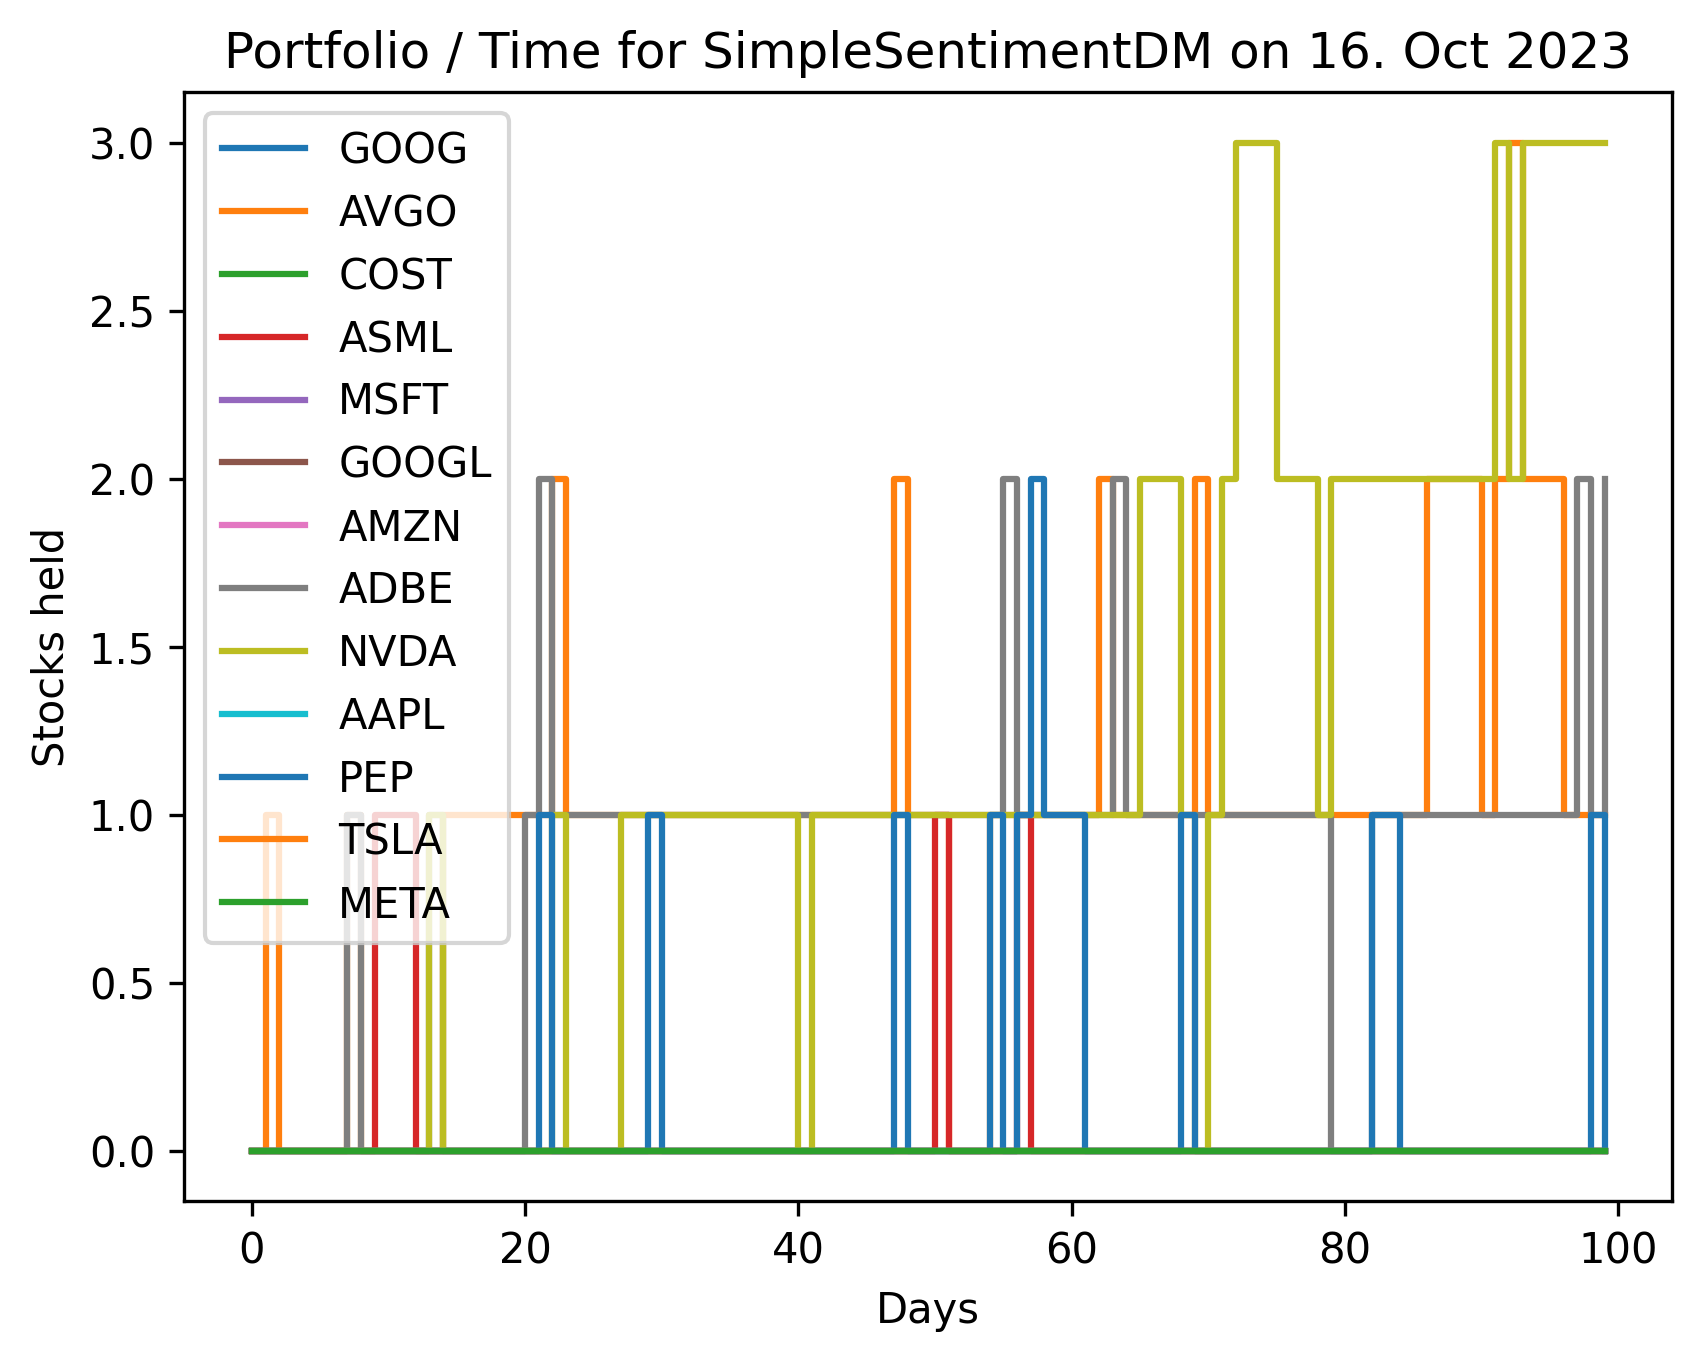 Portfolio / Time for SimpleSentimentDM on 16. Oct 2023
GOOG
AVGO
COST
ASML
MSFT
GOOGL
AMZN
ADBE
NVDA
AAPL
PEP
TSLA
META
3.0
2.5
2.0
1.5
1.0
0.5
0.0
Stocks held
0 20 40 60 80 100
Days